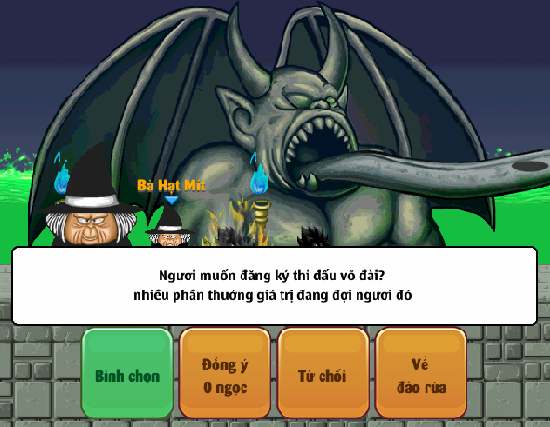 Bà Hạt Mít
Ngươi muốn đăng ký thi đấu võ đài?
nhiều phần thưởng giá trị đang đợi ngươi đó
Bình chọn
Đồng ý
0 ngọc
Từ chối
Về
đảo rùa